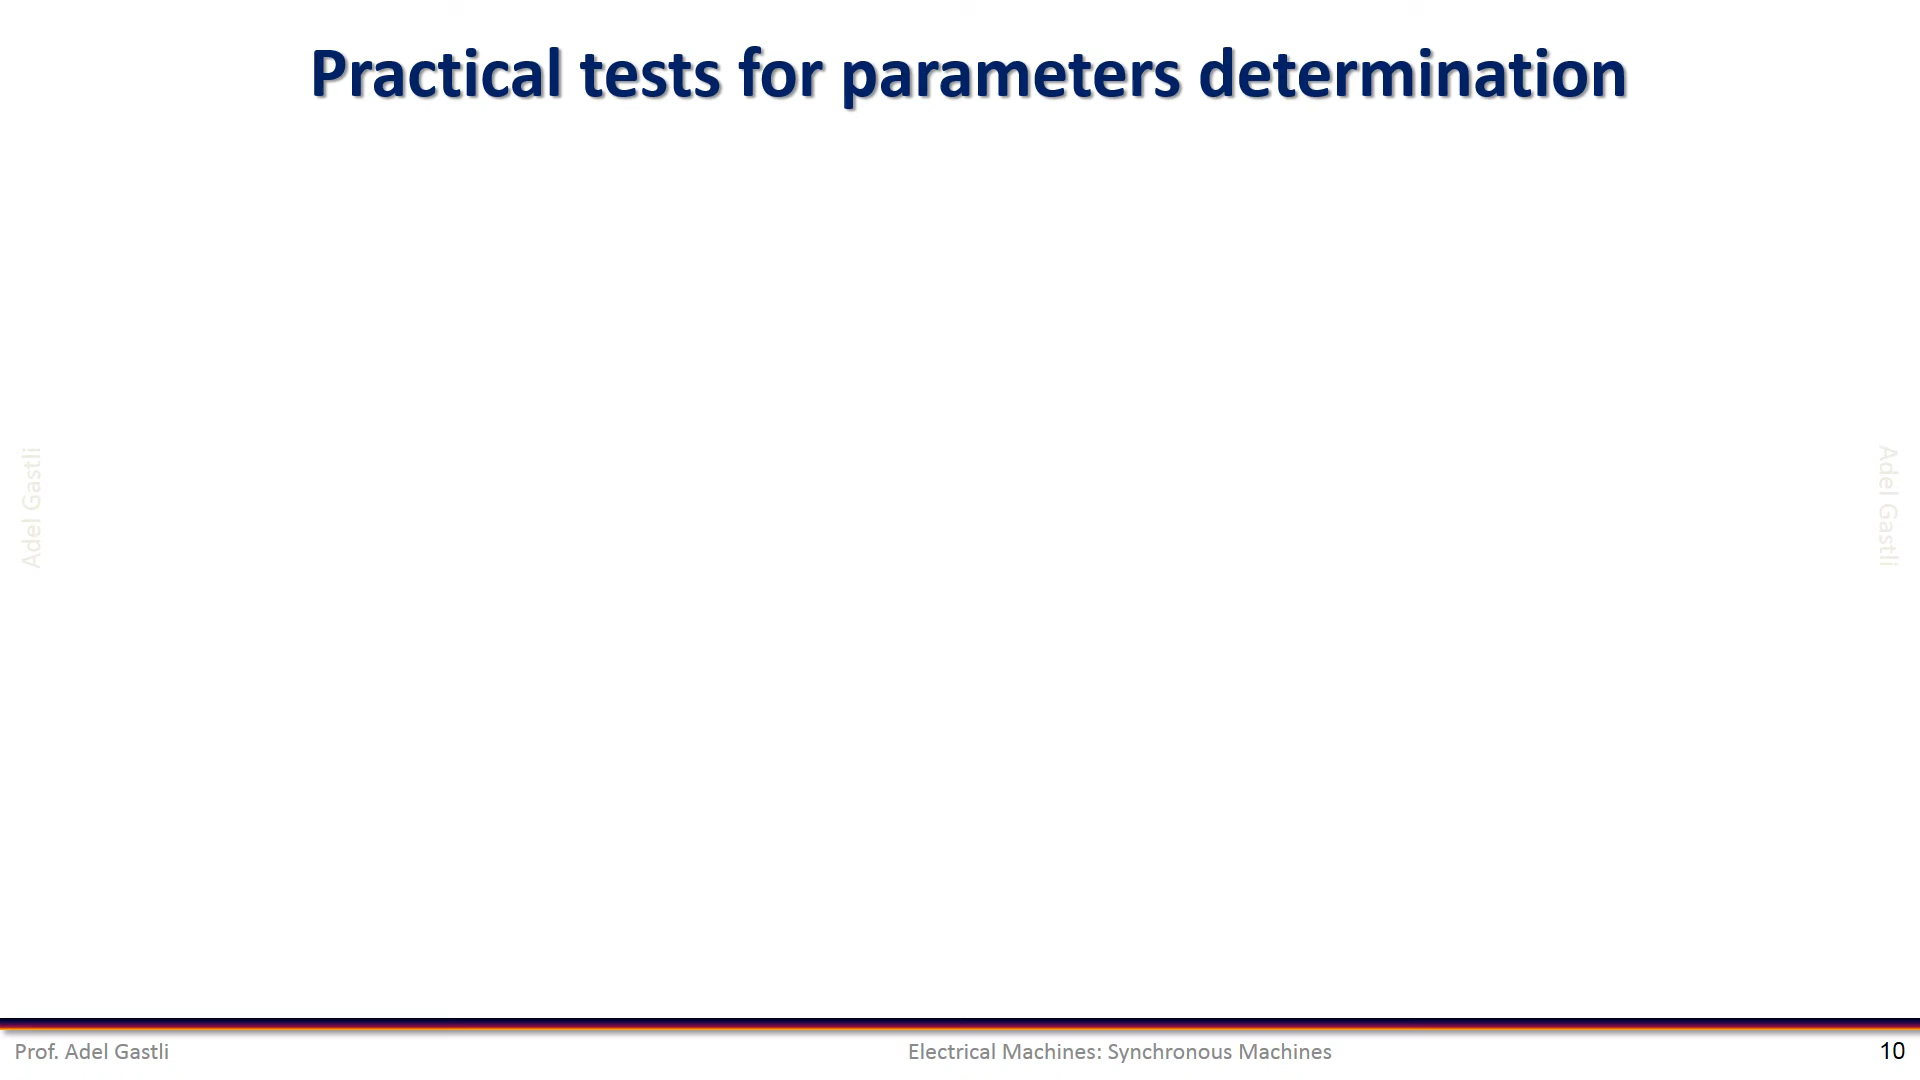 Practical tests for parameters determination
Adel Gastli
Adel Gastli
Prof. Adel Gastli
Electrical Machines: Synchronous Machines
10